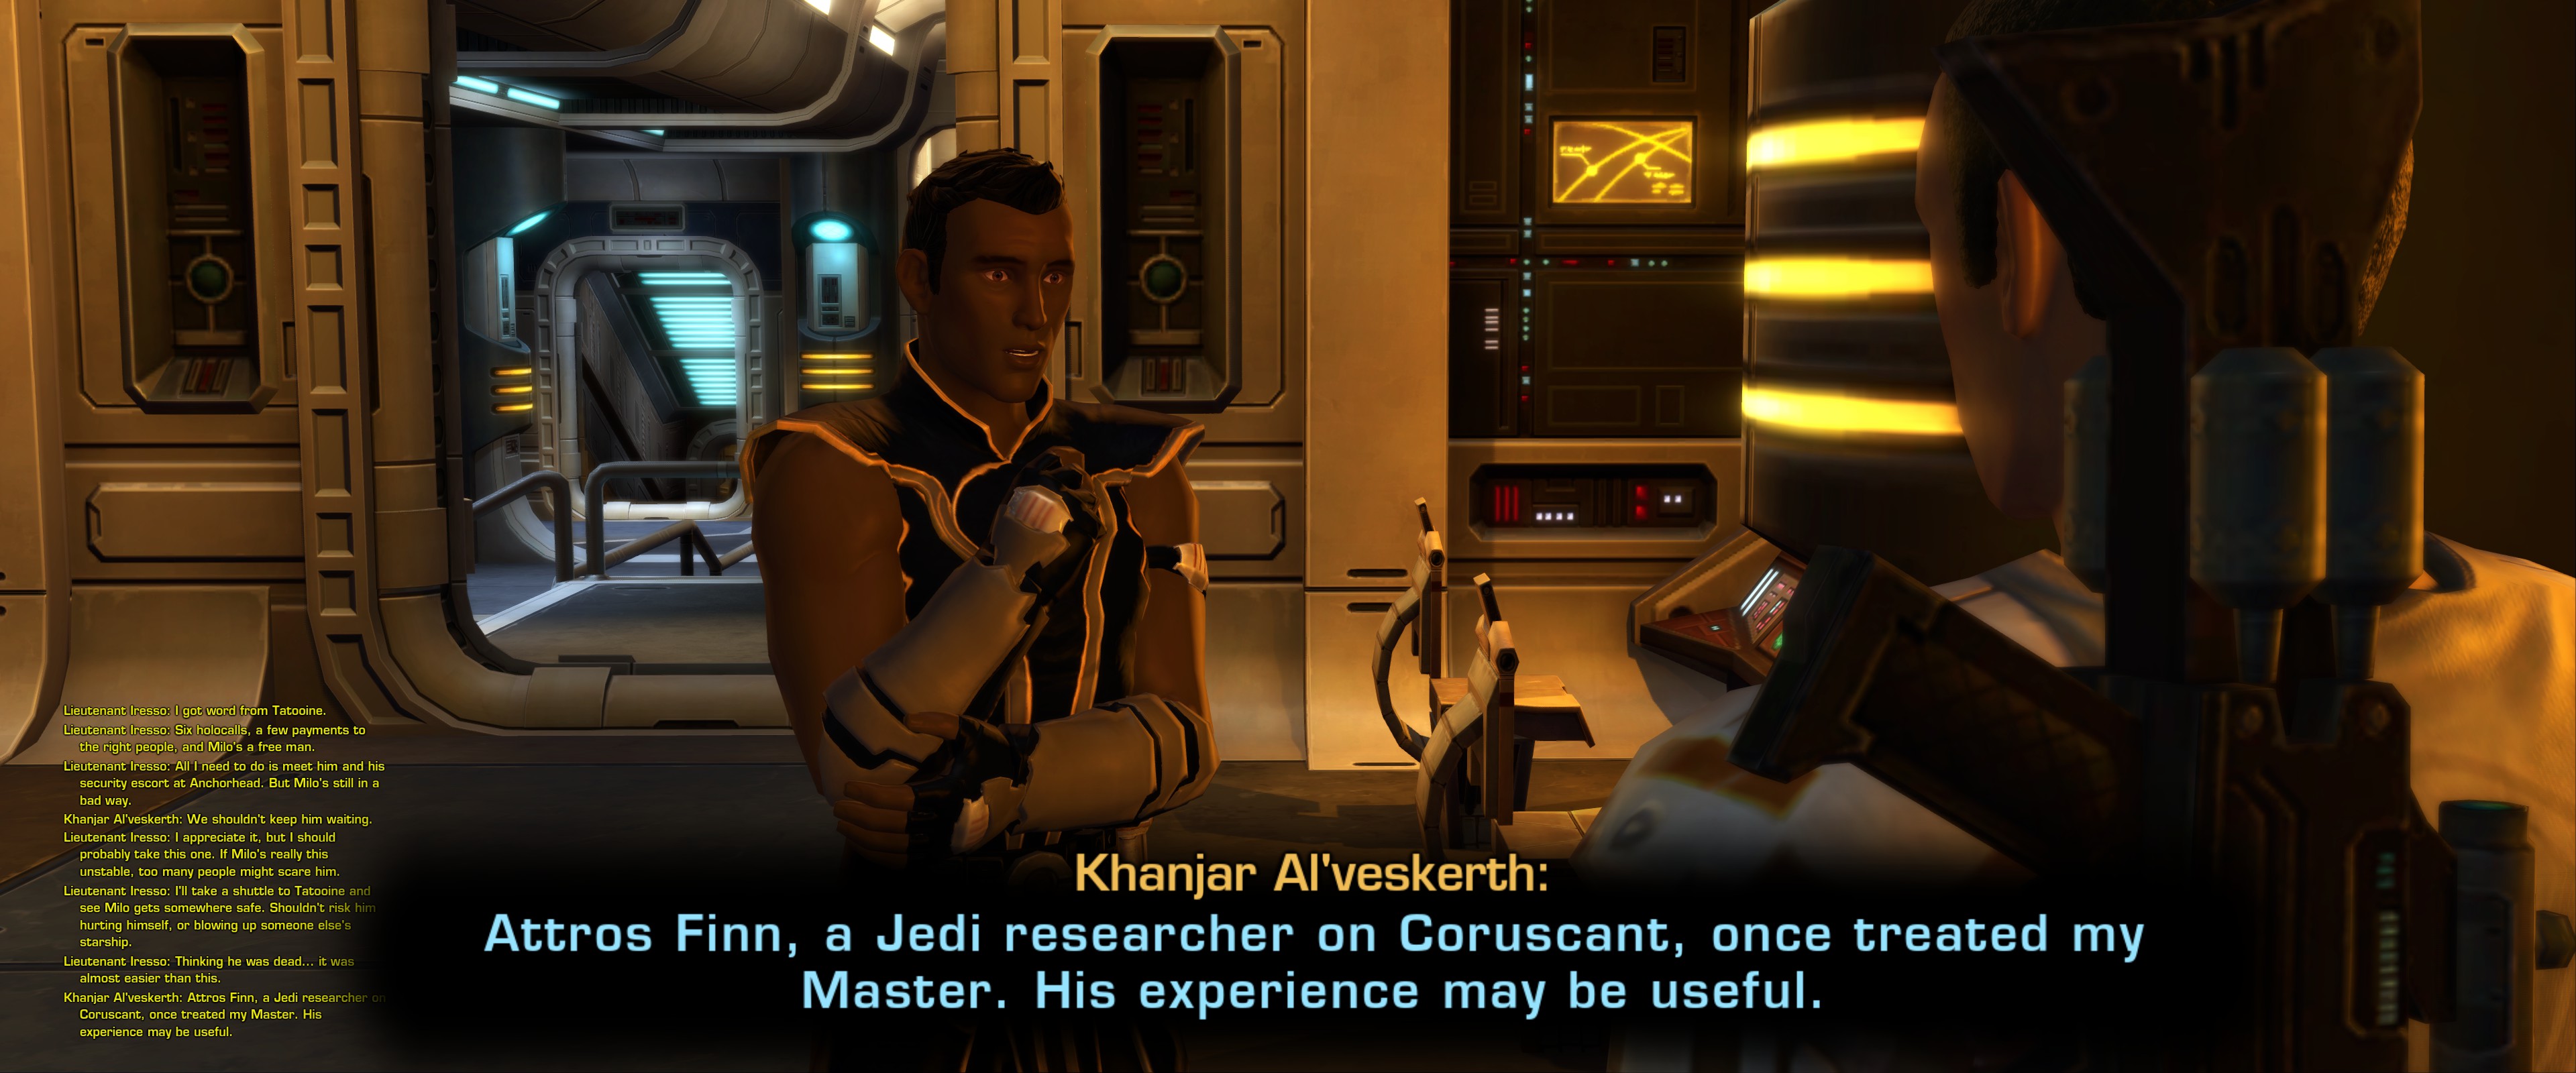 Lieutenant Iresso: I got word from Tatooine.
Lieutenant Iresso: Six holocalls, a few payments to
the right people, and Milo's a free man.
Lieutenant Iresso: All I need to do is meet him and his
security escort at Anchorhead. But Milo's still in a
bad way.
Khanjar Al'veskerth: We shouldn't keep him waiting.
Lieutenant Iresso: I appreciate it, but I should
probably take this one. If Milo's really this
unstable, too many people might scare him.
Lieutenant Iresso: I'll take a shuttle to Tatooine and
see Milo gets somewhere safe. Shouldn't risk him
hurting himself, or blowing up someone else's
starship.
Lieutenant Iresso: Thinking he was dead... it was
almost easier than this.
Khanjar Al'veskerth: Attros Finn, a Jedi researcher on
Coruscant, once treated my Master. His
experience may be useful.
Khanjar Al'veskerth:
Attros Finn, a Jedi researcher on Coruscant, once treated my
Master. His experience may be useful.